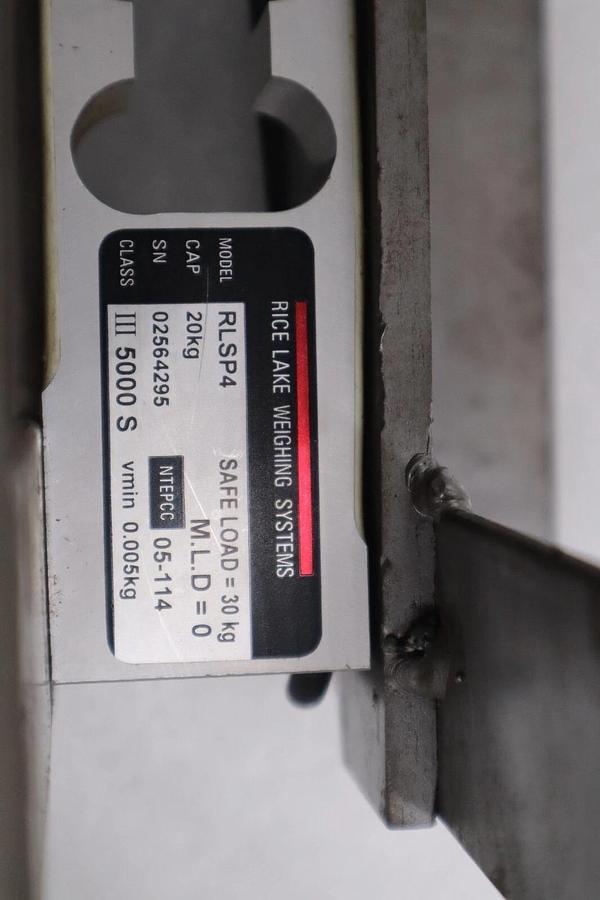 RICE LAKE WEIGHING SYSTEMS
MODEL RLSP4 SAFE LOAD = 30 kg
CAP 20kg M.L.D = 0
SN 02564295 NTEPCC 05-114
CLASS III 5000 S vmin 0.005kg